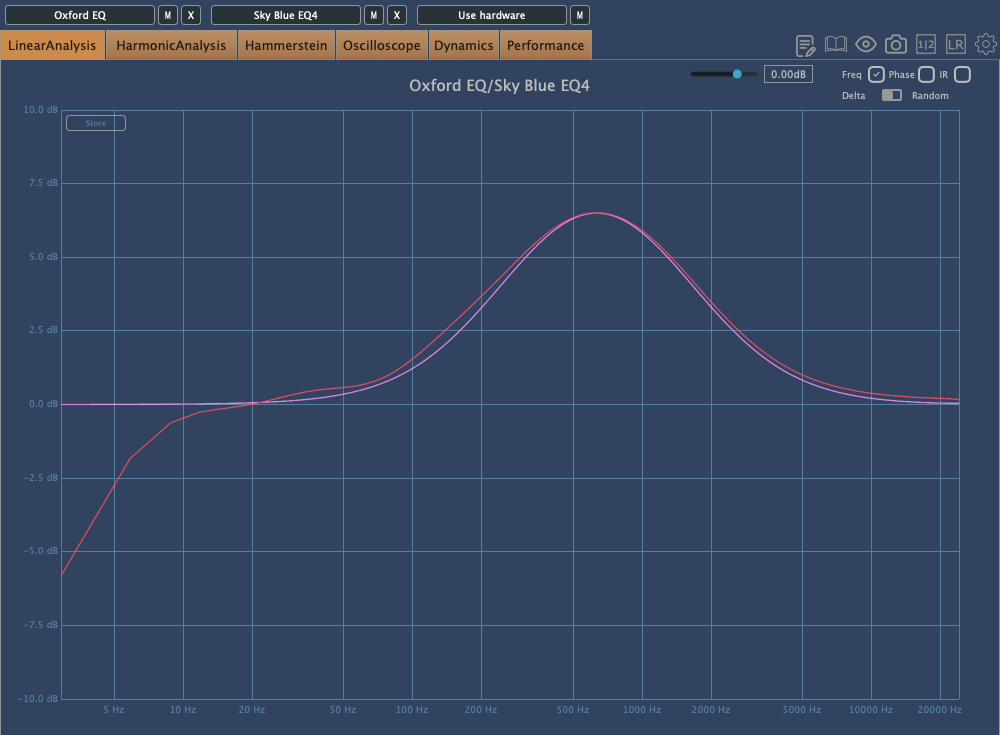 Oxford EQ M X Sky Blue EQ4 M X Use hardware M
LinearAnalysis HarmonicAnalysis Hammerstein Oscilloscope Dynamics Performance 1|2 LR
Oxford EQ/Sky Blue EQ4 0.00dB Freq Phase IR
Delta Random
10.0 dB
Store
7.5 dB
5.0 dB
2.5 dB
0.0 dB
-2.5 dB
-5.0 dB
-7.5 dB
-10.0 dB
5 Hz 10 Hz 20 Hz 50 Hz 100 Hz 200 Hz 500 Hz 1000 Hz 2000 Hz 5000 Hz 10000 Hz 20000 Hz